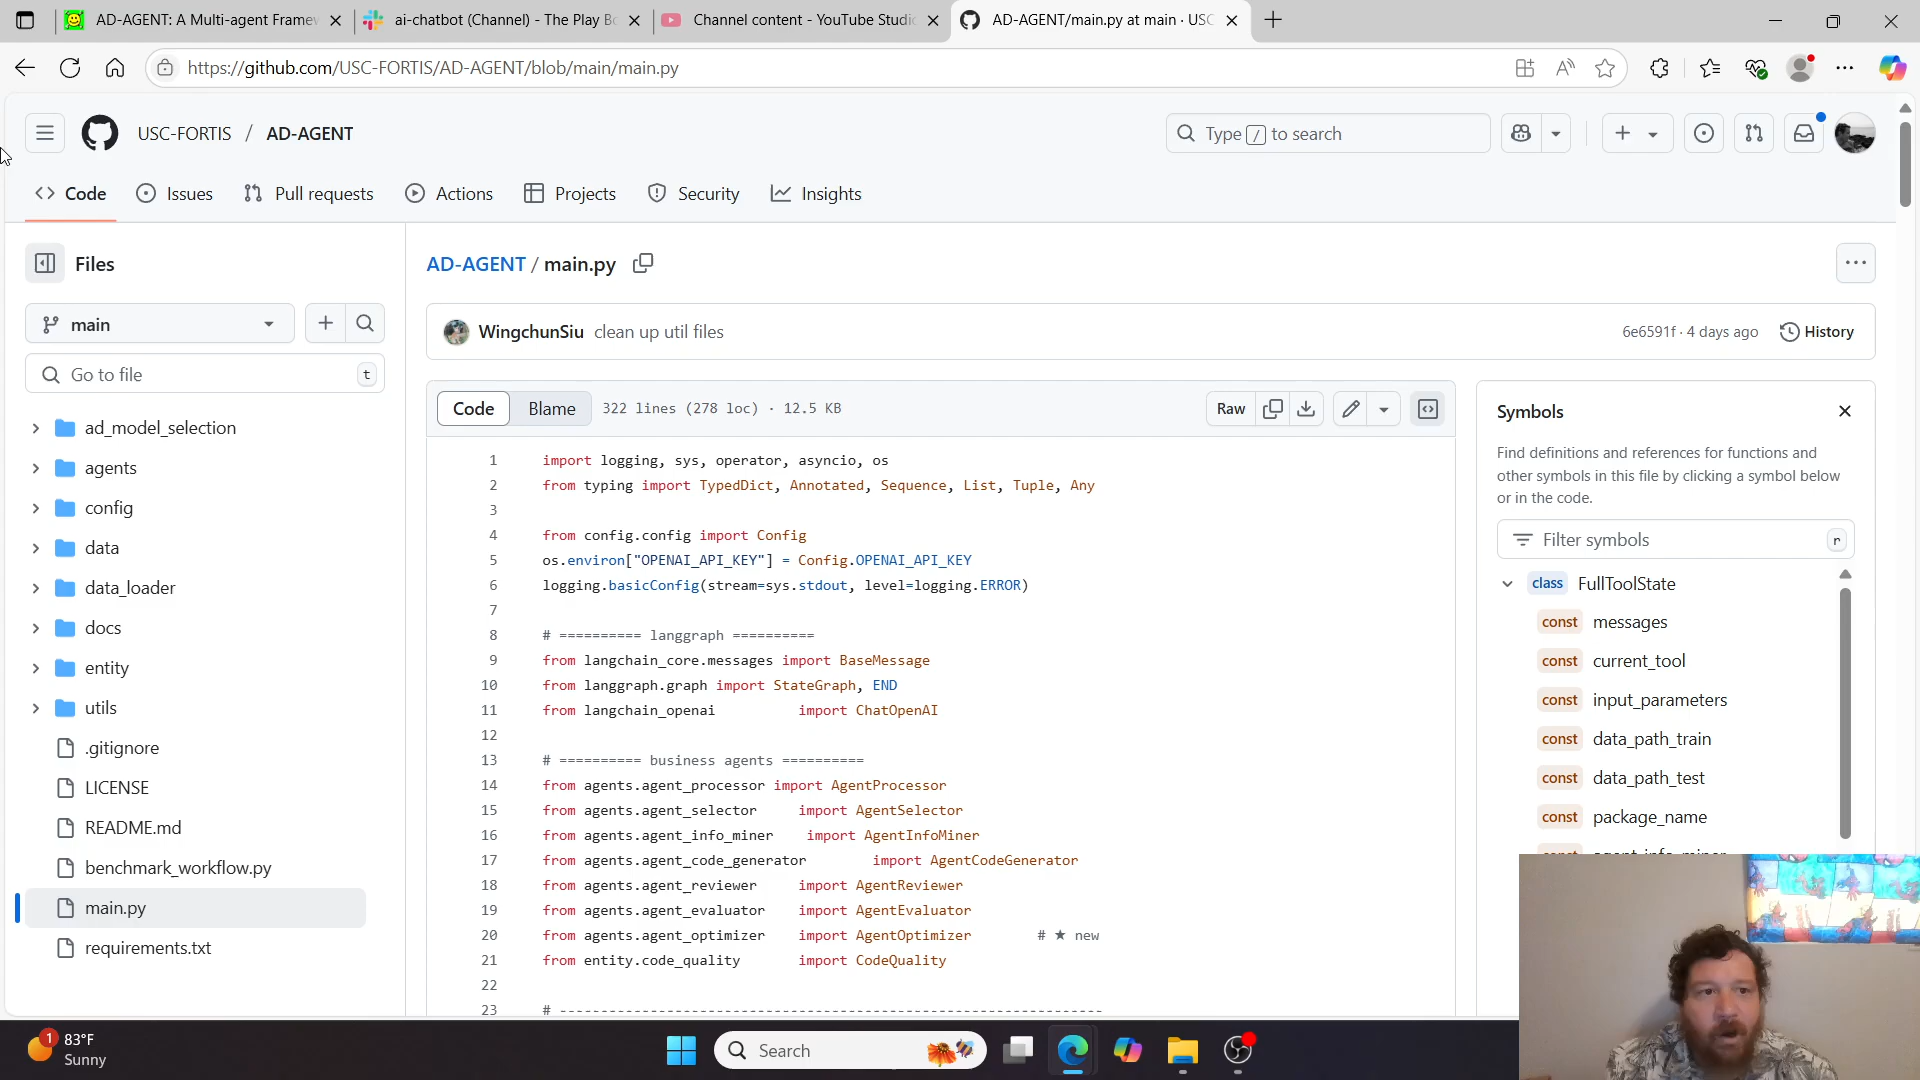 AD-AGENT: A Multi-agent Framew
ai-chatbot (Channel) - The Play Bo
Channel content - YouTube Studio
AD-AGENT/main.py at main · USC
https://github.com/USC-FORTIS/AD-AGENT/blob/main/main.py
USC-FORTIS / AD-AGENT
Type / to search
Code
Issues
Pull requests
Actions
Projects
Security
Insights
Files
main
Go to file
t
ad_model_selection
agents
config
data
data_loader
docs
entity
utils
.gitignore
LICENSE
README.md
benchmark_workflow.py
main.py
requirements.txt
AD-AGENT / main.py
WingchunSiu clean up util files
6e6591f · 4 days ago
History
Code
Blame
322 lines (278 loc) · 12.5 KB
Raw
1 import logging, sys, operator, asyncio, os
2 from typing import TypedDict, Annotated, Sequence, List, Tuple, Any
3
4 from config.config import Config
5 os.environ["OPENAI_API_KEY"] = Config.OPENAI_API_KEY
6 logging.basicConfig(stream=sys.stdout, level=logging.ERROR)
7
8 # ========== langgraph ==========
9 from langchain_core.messages import BaseMessage
10 from langgraph.graph import StateGraph, END
11 from langchain_openai import ChatOpenAI
12
13 # ========== business agents ==========
14 from agents.agent_processor import AgentProcessor
15 from agents.agent_selector import AgentSelector
16 from agents.agent_info_miner import AgentInfoMiner
17 from agents.agent_code_generator import AgentCodeGenerator
18 from agents.agent_reviewer import AgentReviewer
19 from agents.agent_evaluator import AgentEvaluator
20 from agents.agent_optimizer import AgentOptimizer # ★ new
21 from entity.code_quality import CodeQuality
22
23 # ------------------------------------------------------------------
Symbols
Find definitions and references for functions and
other symbols in this file by clicking a symbol below
or in the code.
Filter symbols
r
class FullToolState
const messages
const current_tool
const input_parameters
const data_path_train
const data_path_test
const package_name
1
83°F
Sunny
Search